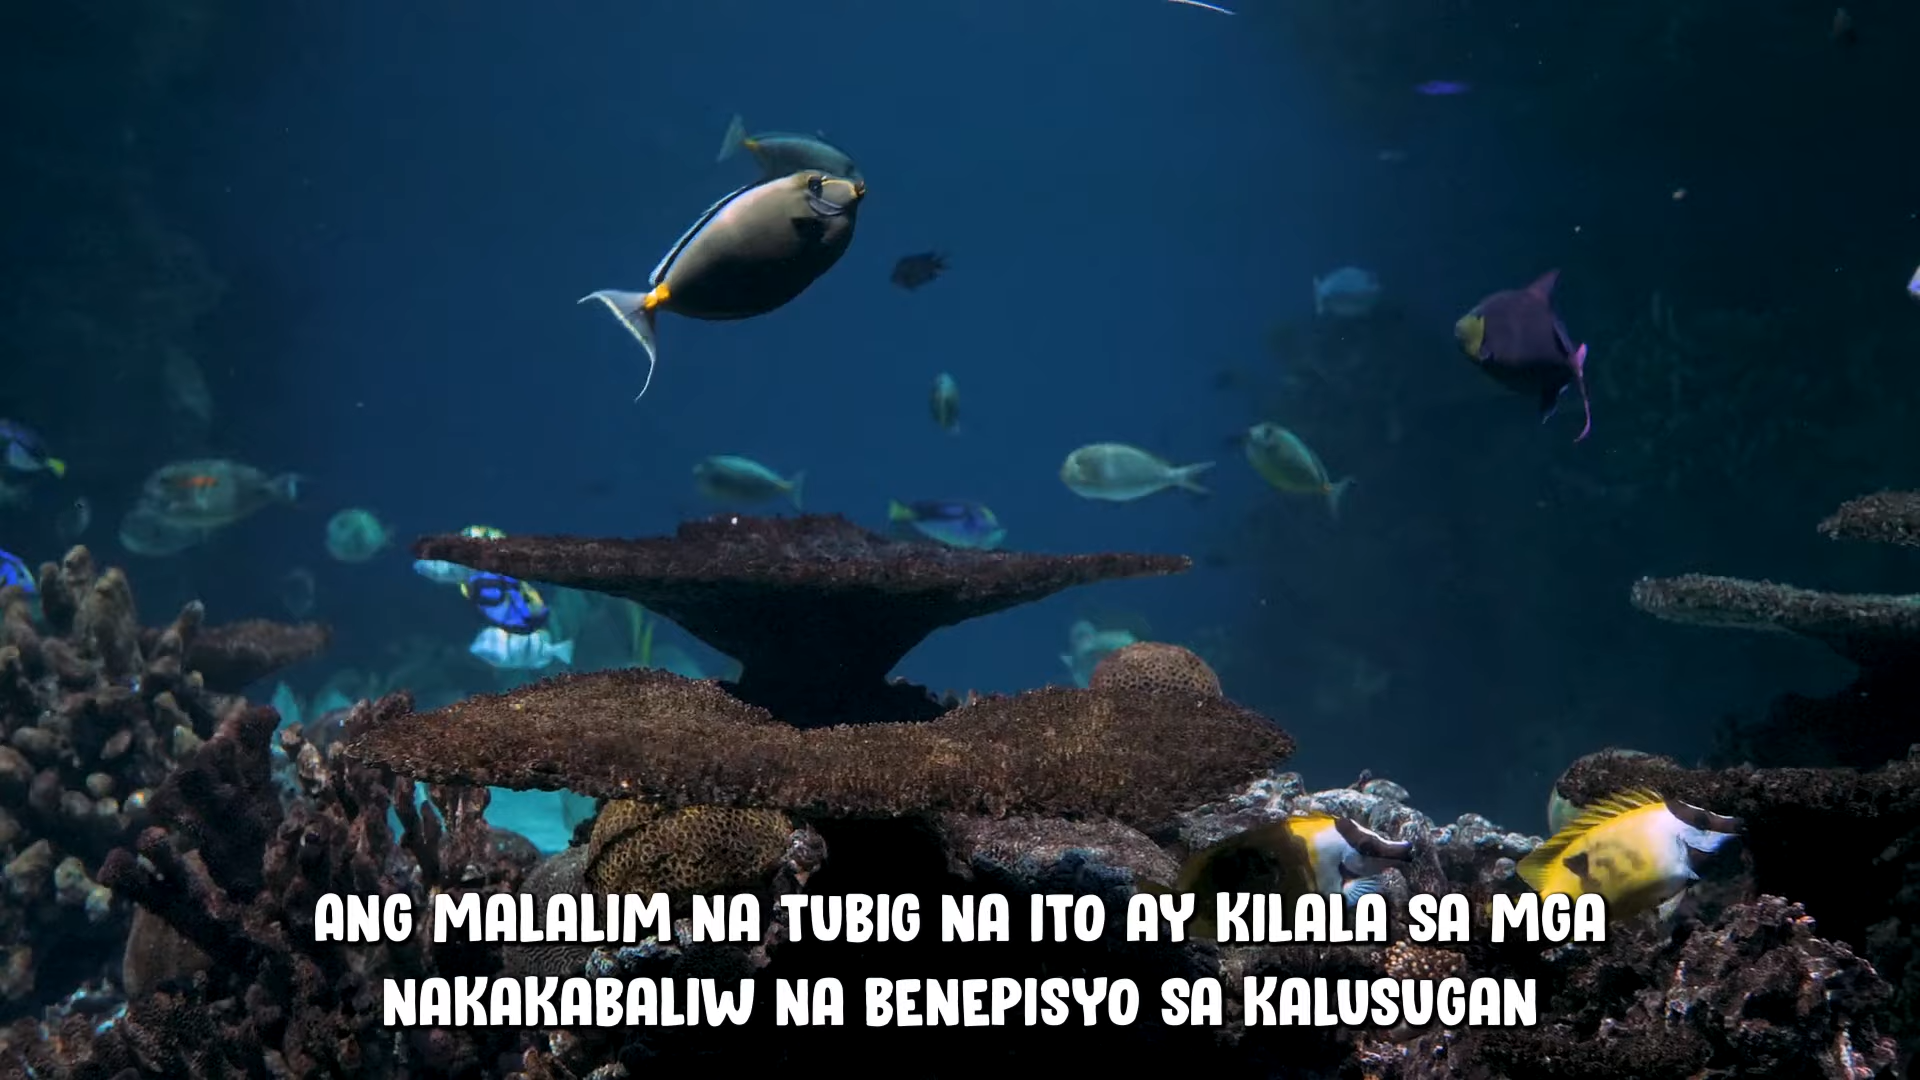 ANG MALALIM NA TUBIG NA ITO AY KILALA SA MGA
NAKAKABALIW NA BENEPISYO SA KALUSUGAN